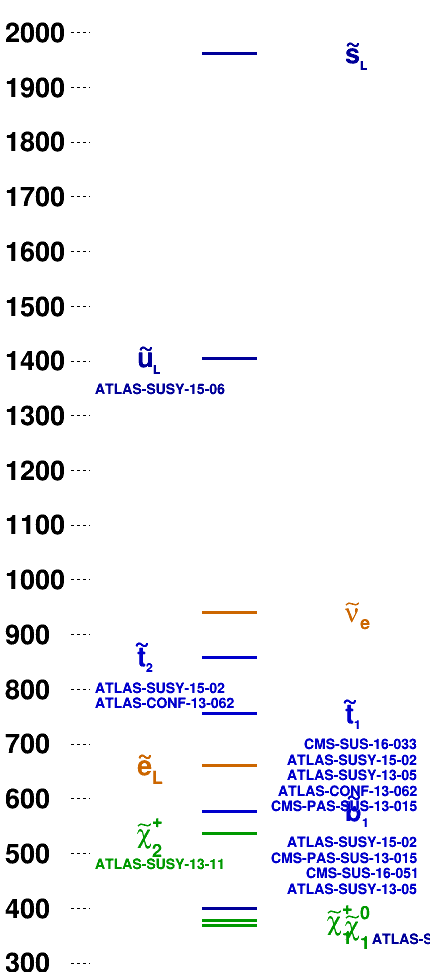 2000
s̃L
1900
1800
1700
1600
1500
1400
ũL
ATLAS-SUSY-15-06
1300
1200
1100
1000
ν̃e
900
t̃2
800
ATLAS-SUSY-15-02
ATLAS-CONF-13-062
t̃1
700
CMS-SUS-16-033
ATLAS-SUSY-15-02
ẽL
ATLAS-SUSY-13-05
ATLAS-CONF-13-062
600
CMS-PAS-SUS-13-015
b̃1
χ̃2+
ATLAS-SUSY-15-02
500
CMS-PAS-SUS-13-015
ATLAS-SUSY-13-11
CMS-SUS-16-051
ATLAS-SUSY-13-05
400
χ̃1+ χ̃10
300